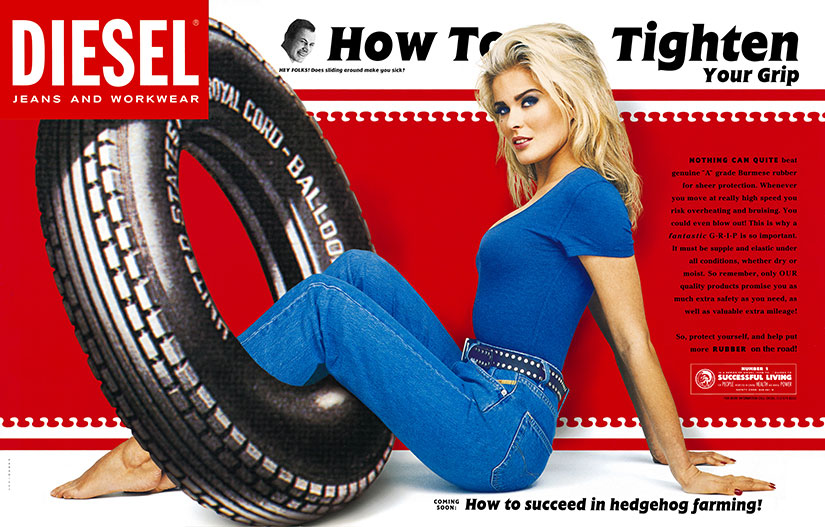 DIESEL®
JEANS AND WORKWEAR
How To Tighten
Your Grip
HEY FOLKS! Does sliding around make you sick?
ROYAL CORD - BALLOO
ED STATES
NOTHING CAN QUITE beat
genuine "A" grade Burmese rubber
for sheer protection. Whenever
you move at really high speed you
risk overheating and bruising. You
could even blow out! This is why a
fantastic G-R-I-P is so important.
It must be supple and elastic under
all conditions, whether dry or
moist. So remember, only OUR
quality products promise you as
much extra safety as you need, as
well as valuable extra mileage!
So, protect yourself, and help put
more RUBBER on the road!
NUMBER 1
SUCCESSFUL LIVING
COMING
SOON:
How to succeed in hedgehog farming!